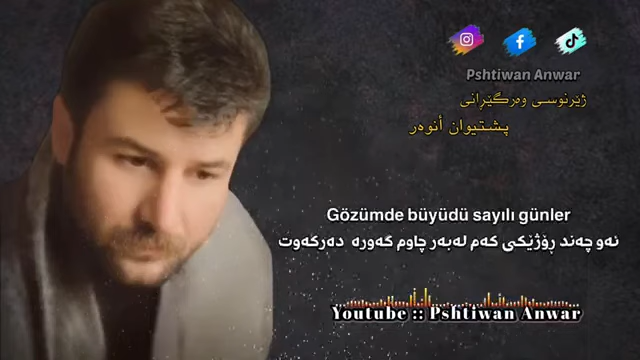 Pshtiwan Anwar
ژێرنوسی وەرگێڕانی
پشتیوان أنوەر
Gözümde büyüdü sayılı günler
ئەو چەند ڕۆژێکی کەم لەبەر چاوم گەورە دەرکەوت
Youtube :: Pshtiwan Anwar